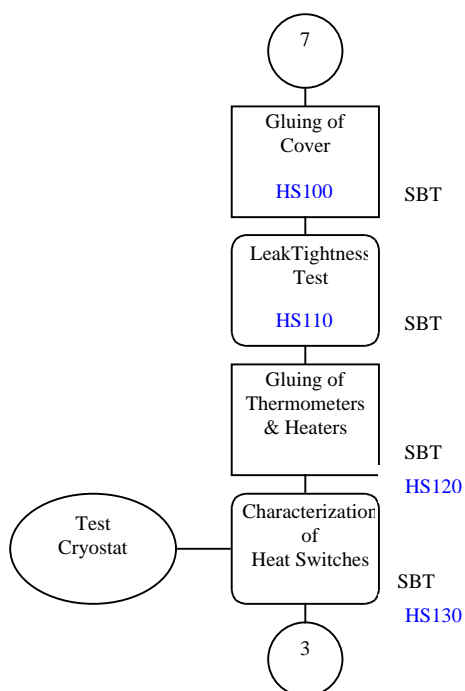 7
Gluing of
Cover
HS100
SBT
LeakTightness
Test
HS110
SBT
Gluing of
Thermometers
& Heaters
SBT
HS120
Test
Cryostat
Characterization
of
Heat Switches
SBT
HS130
3